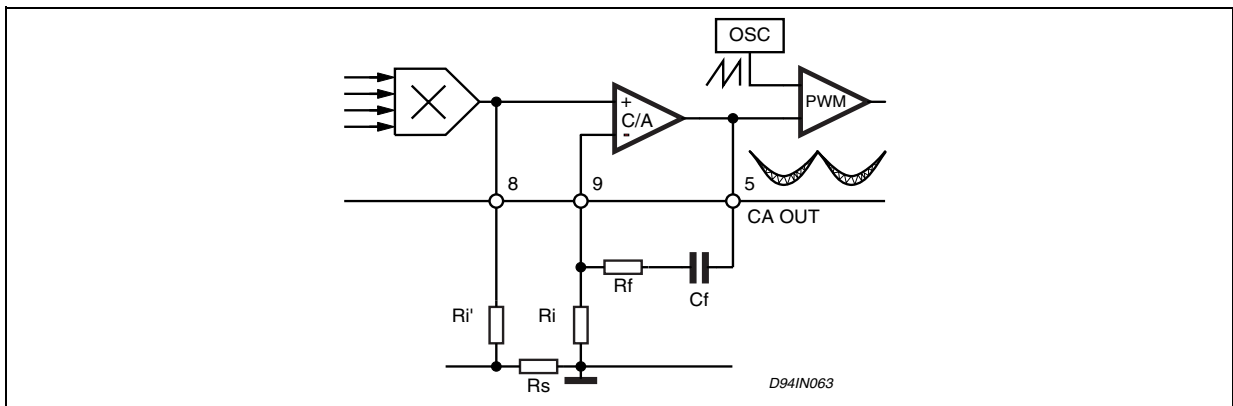 OSC
+
C/A
-
PWM
8
9
5
CA OUT
Rf
Cf
Ri'
Ri
Rs
D94IN063